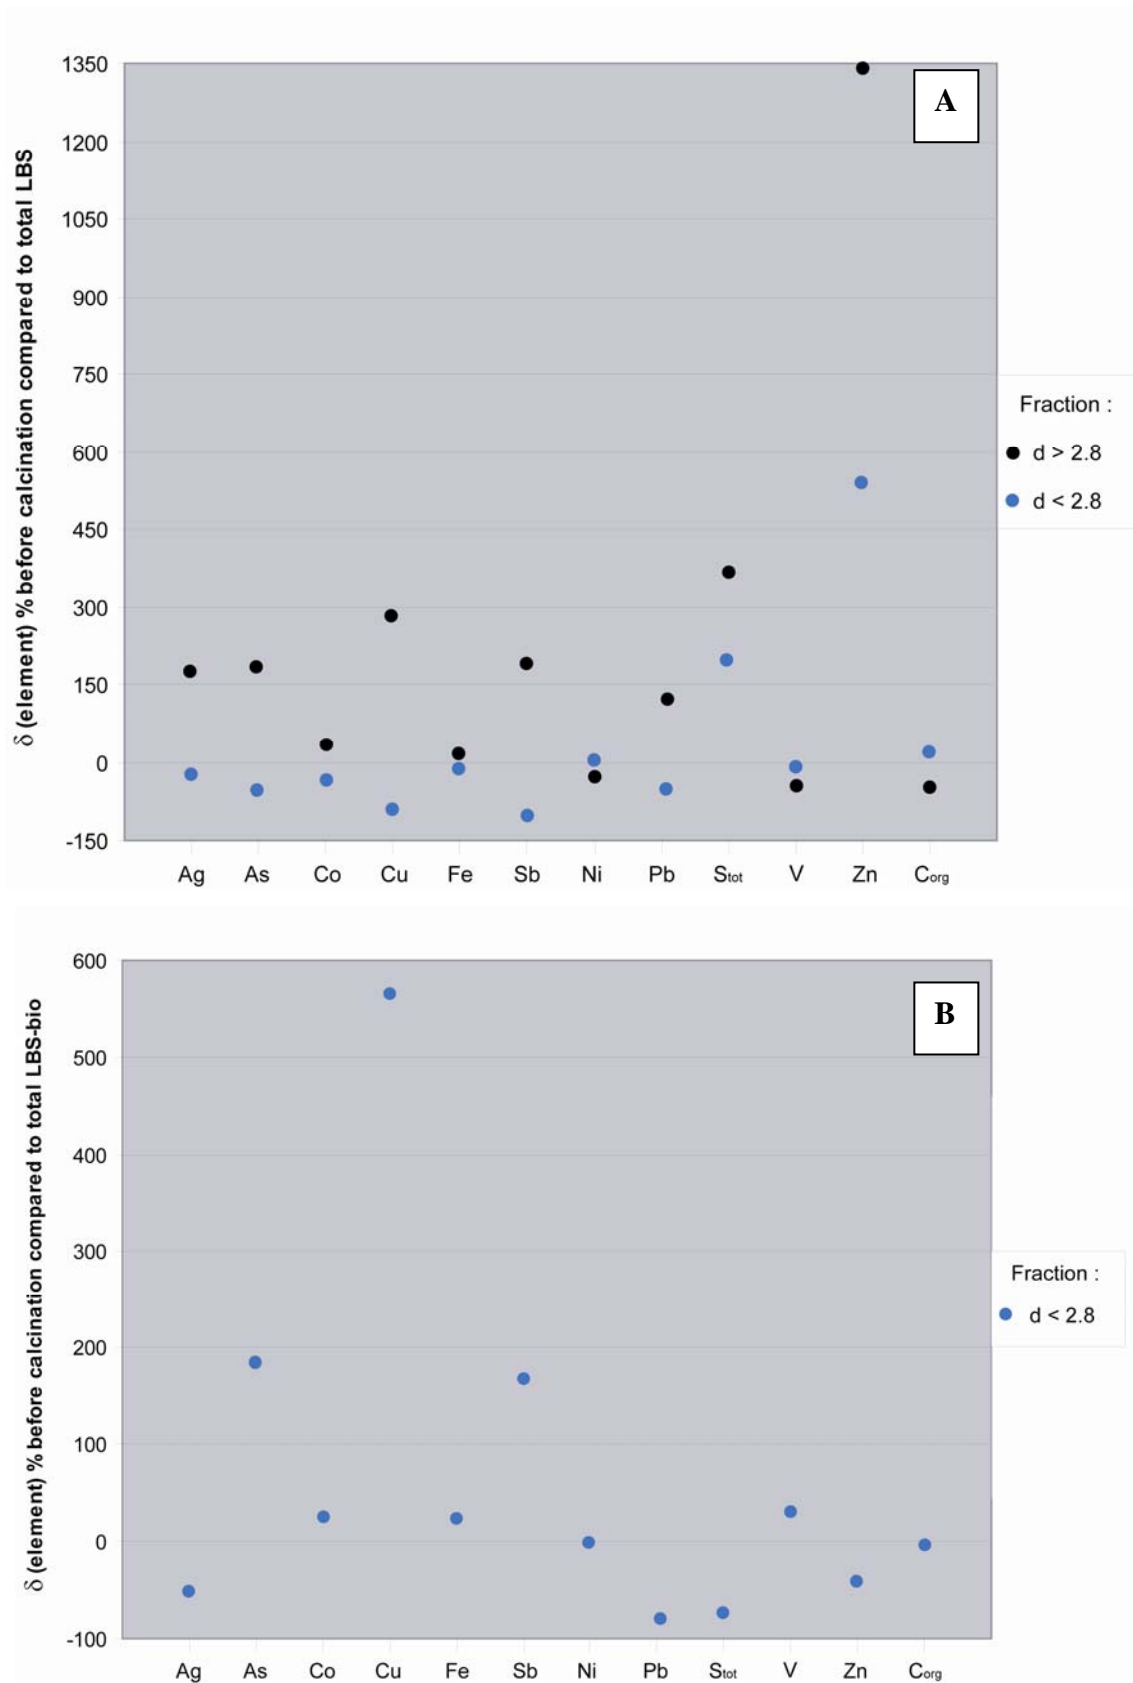 A
δ (element) % before calcination compared to total LBS
1350
1200
1050
900
750
600
450
300
150
0
-150
Ag As Co Cu Fe Sb Ni Pb Stot V Zn Corg
Fraction :
d > 2.8
d < 2.8
B
δ (element) % before calcination compared to total LBS-bio
600
500
400
300
200
100
0
-100
Ag As Co Cu Fe Sb Ni Pb Stot V Zn Corg
Fraction :
d < 2.8